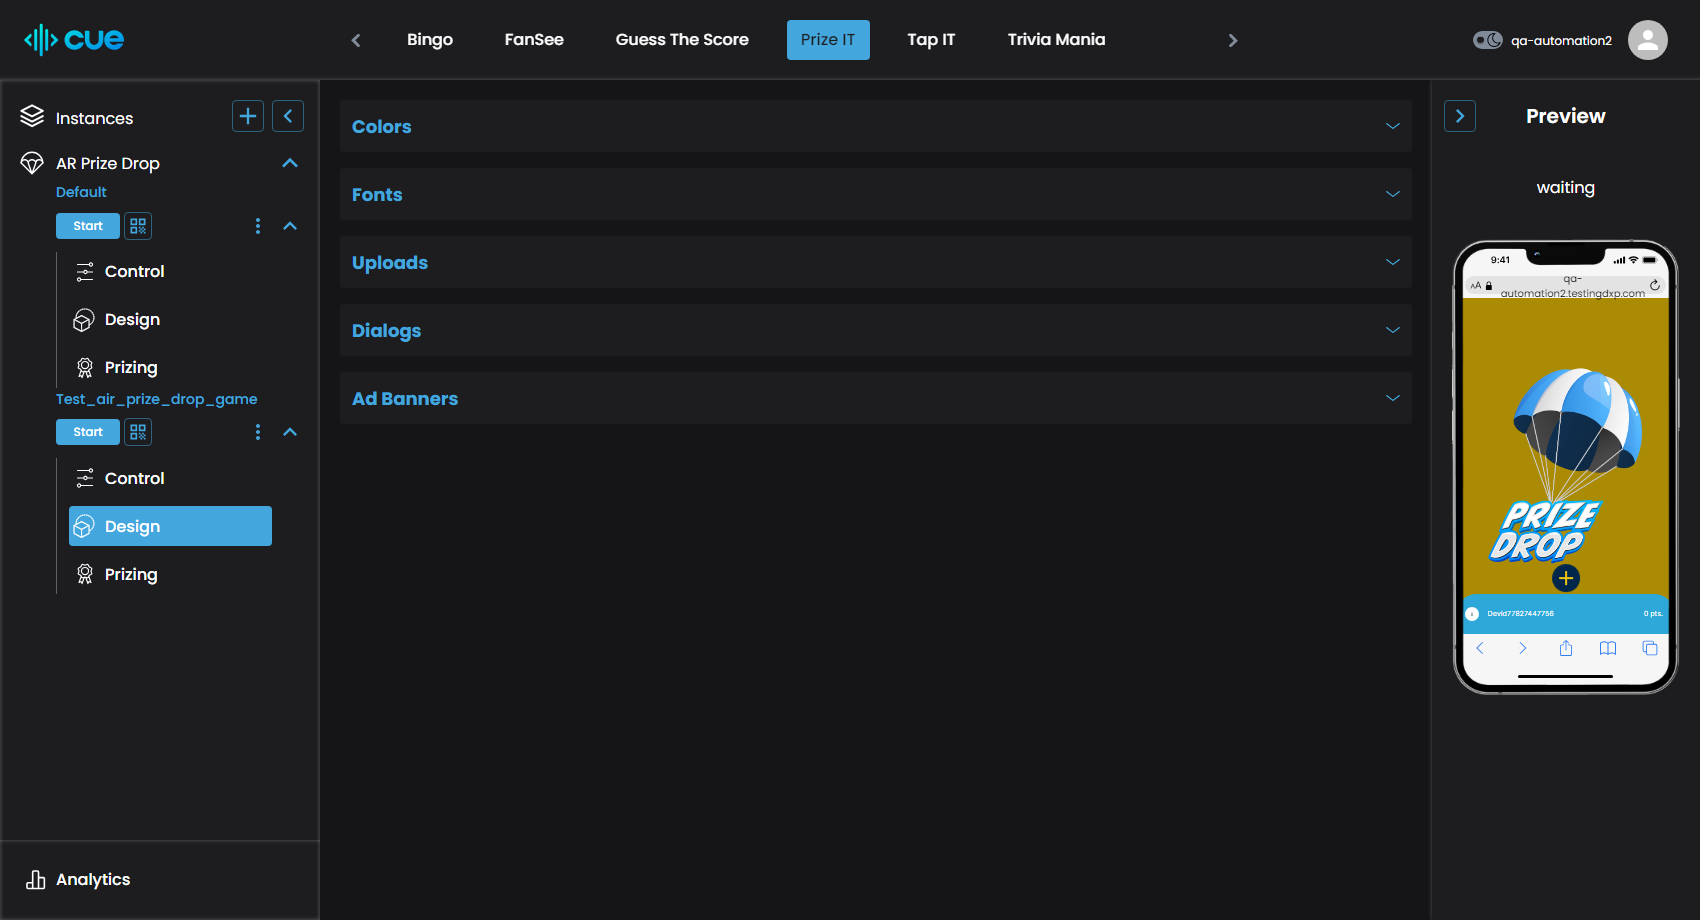 cue
Bingo
FanSee
Guess The Score
Prize IT
Tap IT
Trivia Mania
qa-automation2
Instances
AR Prize Drop
Default
Start
Control
Design
Prizing
Test_air_prize_drop_game
Start
Control
Design
Prizing
Analytics
Colors
Fonts
Uploads
Dialogs
Ad Banners
Preview
waiting
9:41
AA
qa-
automation2.testingdxp.com
PRIZE
DROP
Devid77827447756
0 pts.